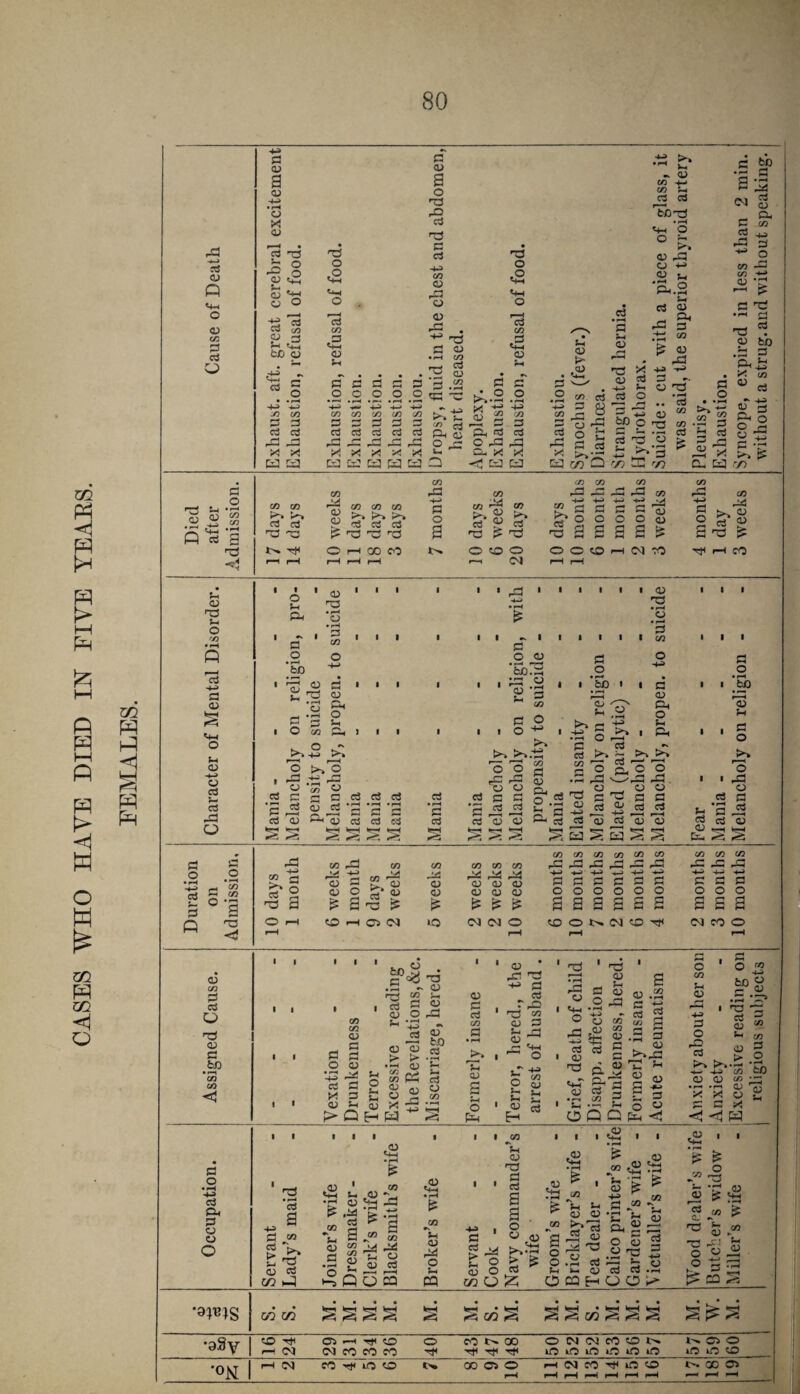 80
CASES WHO HAVE DIED IN FIVE YEARS.
FEMALES.
No. Age. State. Occupation. Assigned Cause. Duration on Admission. Character of Mental Disorder. Died after Admission. Cause of Death
1 16 S. Servant - - - 10 days Mania - - - 17 days Exhaust. aft. great cerebral excitement
2 24 S. Lady's maid - - 1 month Melancholy on religion, propensity to suicide 14 days Exhaustion, refusal of food.
3 29 M. Joiner's wife - Vexation - - 6 weeks Melancholy, propen. to suicide 10 weeks Exhaustion, refusal of food.
4 31 M. Dressmaker - Drunkenness - 1 month Mania - - - 11 days Exhaustion.
5 34 M. Clerk's wife - Terror - - 9 days Mania - - - 18 days Exhaustion.
6 36 M. Blacksmith's wife Excessive reading the Revelations,&c. 2 weeks Mania - - - 3 days Exhaustion.
7 40 M. Broker's wife Miscarriage, hered. 5 weeks Mania - - - 7 months Dropsy, fluid in the chest and abdomen, heart diseased.
8 43 M. Servant - - Formerly insane - 2 weeks Mania - - - 10 days Apoplexy.
9 47 S. Cook - - - 2 weeks Melancholy - - 6 weeks Exhaustion.
10 48 M. Navy commander's wife - Terror, hered., the arrest of husband . 10 weeks Melancholy on religion, with propensity to suicide - 20 days Exhaustion, refusal of food.
11 50 M. Groom's wife - - 6 months Mania - - - 10 days Exhaustion.
12 52 M. Bricklayer's wife - Grief, death of child 10 months Elated insanity - - 10 months Synochus (fever.)
13 52 S. Tea dealer - Disapp. affection - 7 months Melancholy on religion - - 6 months Diarrhœa.
14 53 M. Calico printer's wife Drunkenness, hered. 2 months Elated (paralytic) - - 1 month Strangulated hernia.
15 56 M. Gardener's wife - Formerly insane - 6 months Melancholy - - 2 months Hydrothorax.
16 57 M. Victualler's wife - Acute rheumatism 4 months Melancholy, propen. to suicide 3 weeks Suicide: cut with a piece of glass, it was said, the superior thyroid artery
17 57 M. Wood dealer's wife Anxiety about her son 2 months Fear - - - 4 months Pleurisy.
18 59 W. Butcher's widow - Anxiety - - 3 months Mania - - - 1 day Exhaustion.
19 60 M. Miller's wife - Excessive reading on religious subjects 10 months Melancholy on religion - - 3 weeks Syncope, expired in less than 2 min. without a strug. and without speaking.